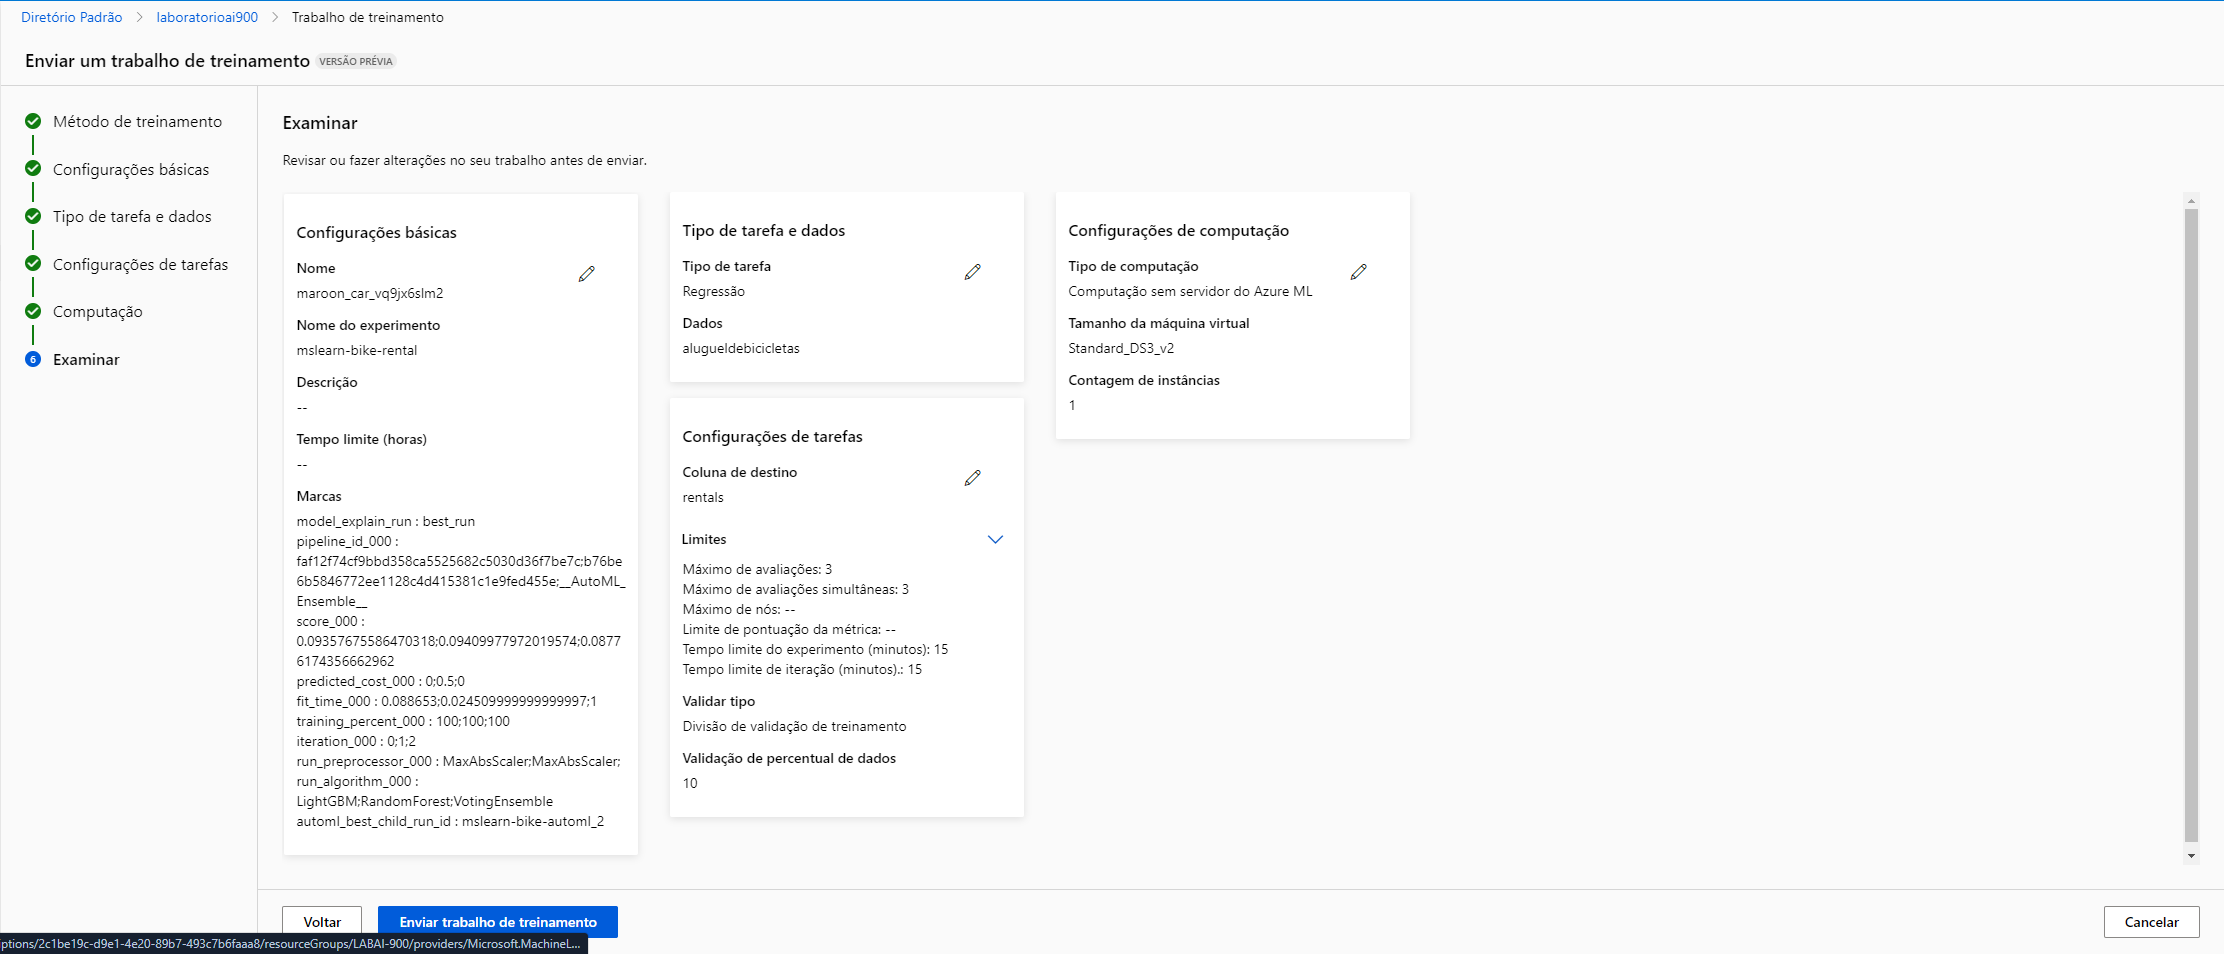 Diretório Padrão > laboratorioai900 > Trabalho de treinamento
Enviar um trabalho de treinamento VERSÃO PRÉVIA
Método de treinamento
Configurações básicas
Tipo de tarefa e dados
Configurações de tarefas
Computação
6 Examinar
Examinar
Revisar ou fazer alterações no seu trabalho antes de enviar.
Configurações básicas
Nome
maroon_car_vq9jx6slm2
Nome do experimento
mslearn-bike-rental
Descrição
--
Tempo limite (horas)
--
Marcas
model_explain_run : best_run
pipeline_id_000 :
faf12f74cf9bbd358ca5525682c5030d36f7be7c;b76be
6b5846772ee1128c4d415381c1e9fed455e;__AutoML_
Ensemble__
score_000 :
0.09357675586470318;0.09409977972019574;0.0877
6174356662962
predicted_cost_000 : 0;0.5;0
fit_time_000 : 0.088653;0.024509999999999997;1
training_percent_000 : 100;100;100
iteration_000 : 0;1;2
run_preprocessor_000 : MaxAbsScaler;MaxAbsScaler;
run_algorithm_000 :
LightGBM;RandomForest;VotingEnsemble
automl_best_child_run_id : mslearn-bike-automl_2
Tipo de tarefa e dados
Tipo de tarefa
Regressão
Dados
alugueldebicicletas
Configurações de tarefas
Coluna de destino
rentals
Limites
Máximo de avaliações: 3
Máximo de avaliações simultâneas: 3
Máximo de nós: --
Limite de pontuação da métrica: --
Tempo limite do experimento (minutos): 15
Tempo limite de iteração (minutos).: 15
Validar tipo
Divisão de validação de treinamento
Validação de percentual de dados
10
Configurações de computação
Tipo de computação
Computação sem servidor do Azure ML
Tamanho da máquina virtual
Standard_DS3_v2
Contagem de instâncias
1
Voltar
Enviar trabalho de treinamento
Cancelar
iptions/2c1be19c-d9e1-4e20-89b7-493c7b6faaa8/resourceGroups/LABAI-900/providers/Microsoft.MachineL...